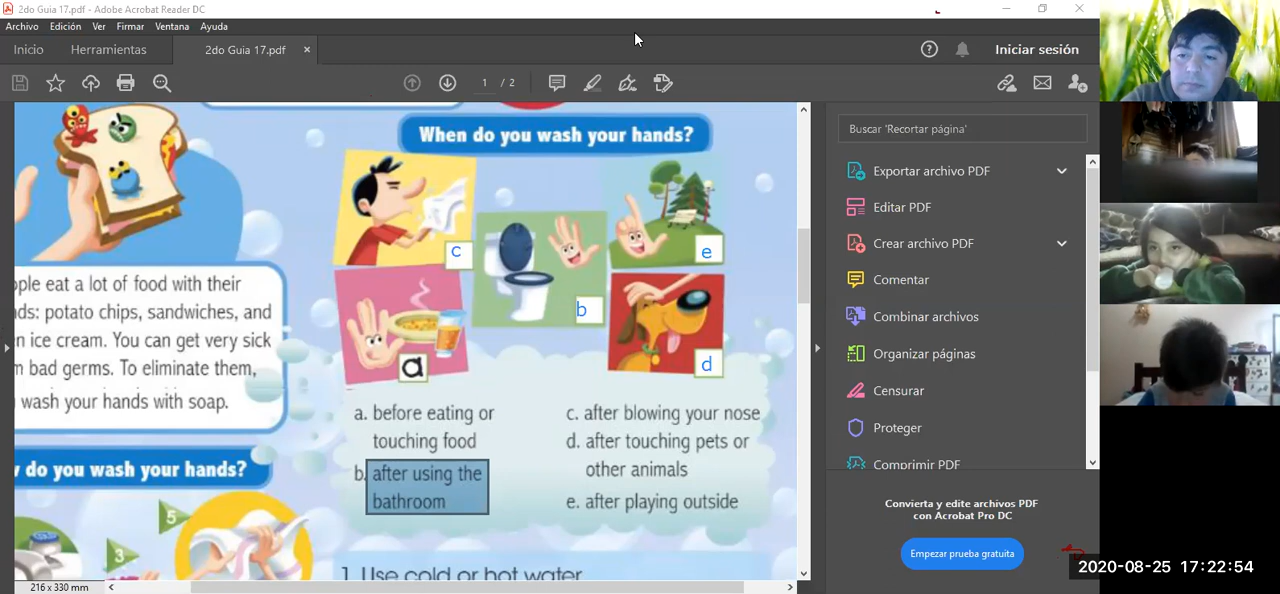 2do Guia 17.pdf - Adobe Acrobat Reader DC
Archivo Edición Ver Firmar Ventana Ayuda
Inicio Herramientas 2do Guia 17.pdf × Iniciar sesión
1 / 2
When do you wash your hands?
c
e
b
a
d
ple eat a lot of food with their
ds: potato chips, sandwiches, and
n ice cream. You can get very sick
m bad germs. To eliminate them,
wash your hands with soap.
a. before eating or
touching food
b. after using the
bathroom
c. after blowing your nose
d. after touching pets or
other animals
e. after playing outside
w do you wash your hands?
5
3
1. Use cold or hot water
216 x 330 mm
Buscar 'Recortar página'
Exportar archivo PDF
Editar PDF
Crear archivo PDF
Comentar
Combinar archivos
Organizar páginas
Censurar
Proteger
Comprimir PDF
Convierta y edite archivos PDF
con Acrobat Pro DC
Empezar prueba gratuita
2020-08-25 17:22:54